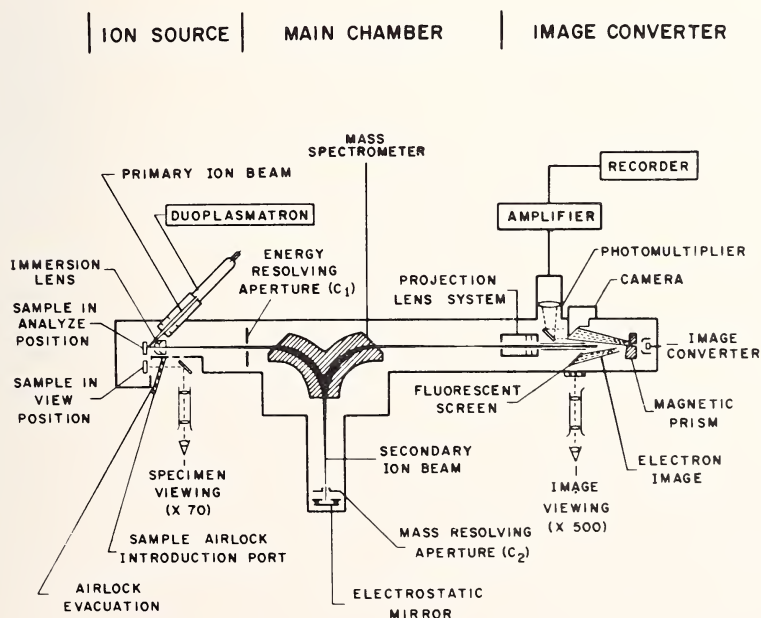 ION SOURCE
MAIN CHAMBER
IMAGE CONVERTER
MASS
SPECTROMETER
PRIMARY ION BEAM
RECORDER
DUOPLASMATRON
AMPLIFIER
IMMERSION
LENS
ENERGY
RESOLVING
APERTURE (C1)
PHOTOMULTIPLIER
PROJECTION
LENS SYSTEM
CAMERA
SAMPLE IN
ANALYZE
POSITION
IMAGE
CONVERTER
SAMPLE IN
VIEW
POSITION
FLUORESCENT
SCREEN
MAGNETIC
PRISM
SPECIMEN
VIEWING
(X 70)
SECONDARY
ION BEAM
IMAGE
VIEWING
(X 500)
ELECTRON
IMAGE
SAMPLE AIRLOCK
INTRODUCTION PORT
MASS RESOLVING
APERTURE (C2)
AIRLOCK
EVACUATION
ELECTROSTATIC
MIRROR